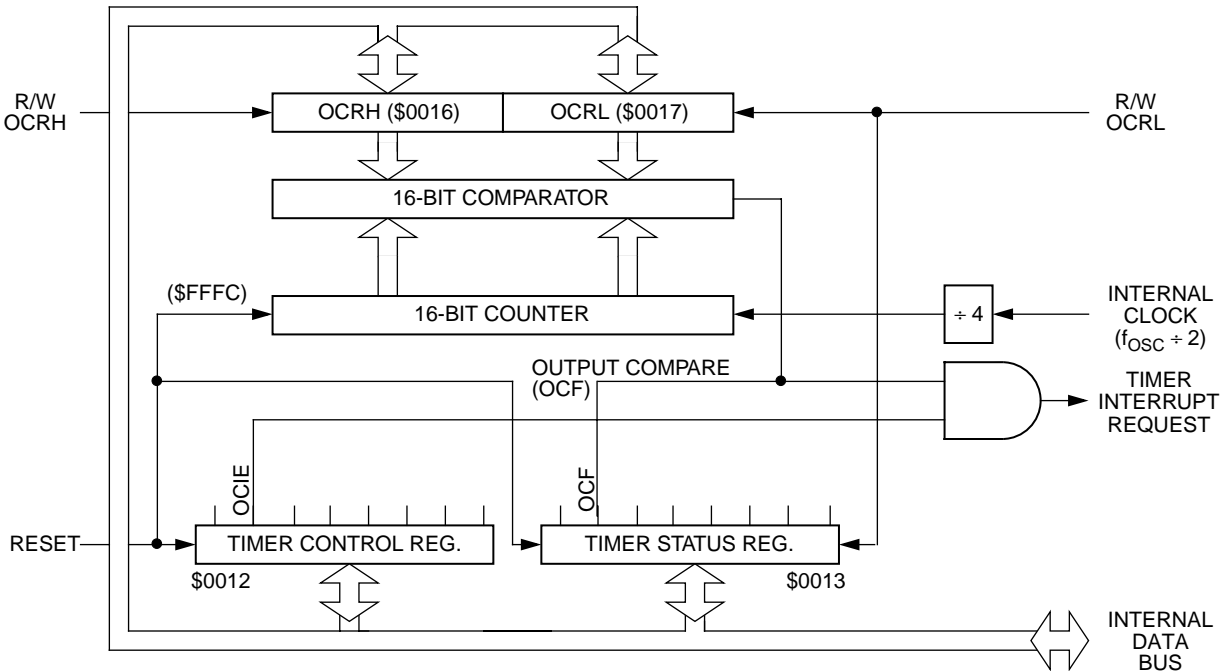 R/W
OCRH
OCRH ($0016)
OCRL ($0017)
R/W
OCRL
16-BIT COMPARATOR
($FFFC)
16-BIT COUNTER
÷ 4
INTERNAL
CLOCK
(fOSC ÷ 2)
OUTPUT COMPARE
(OCF)
TIMER
INTERRUPT
REQUEST
OCIE
OCF
RESET
TIMER CONTROL REG.
TIMER STATUS REG.
$0012
$0013
INTERNAL
DATA
BUS